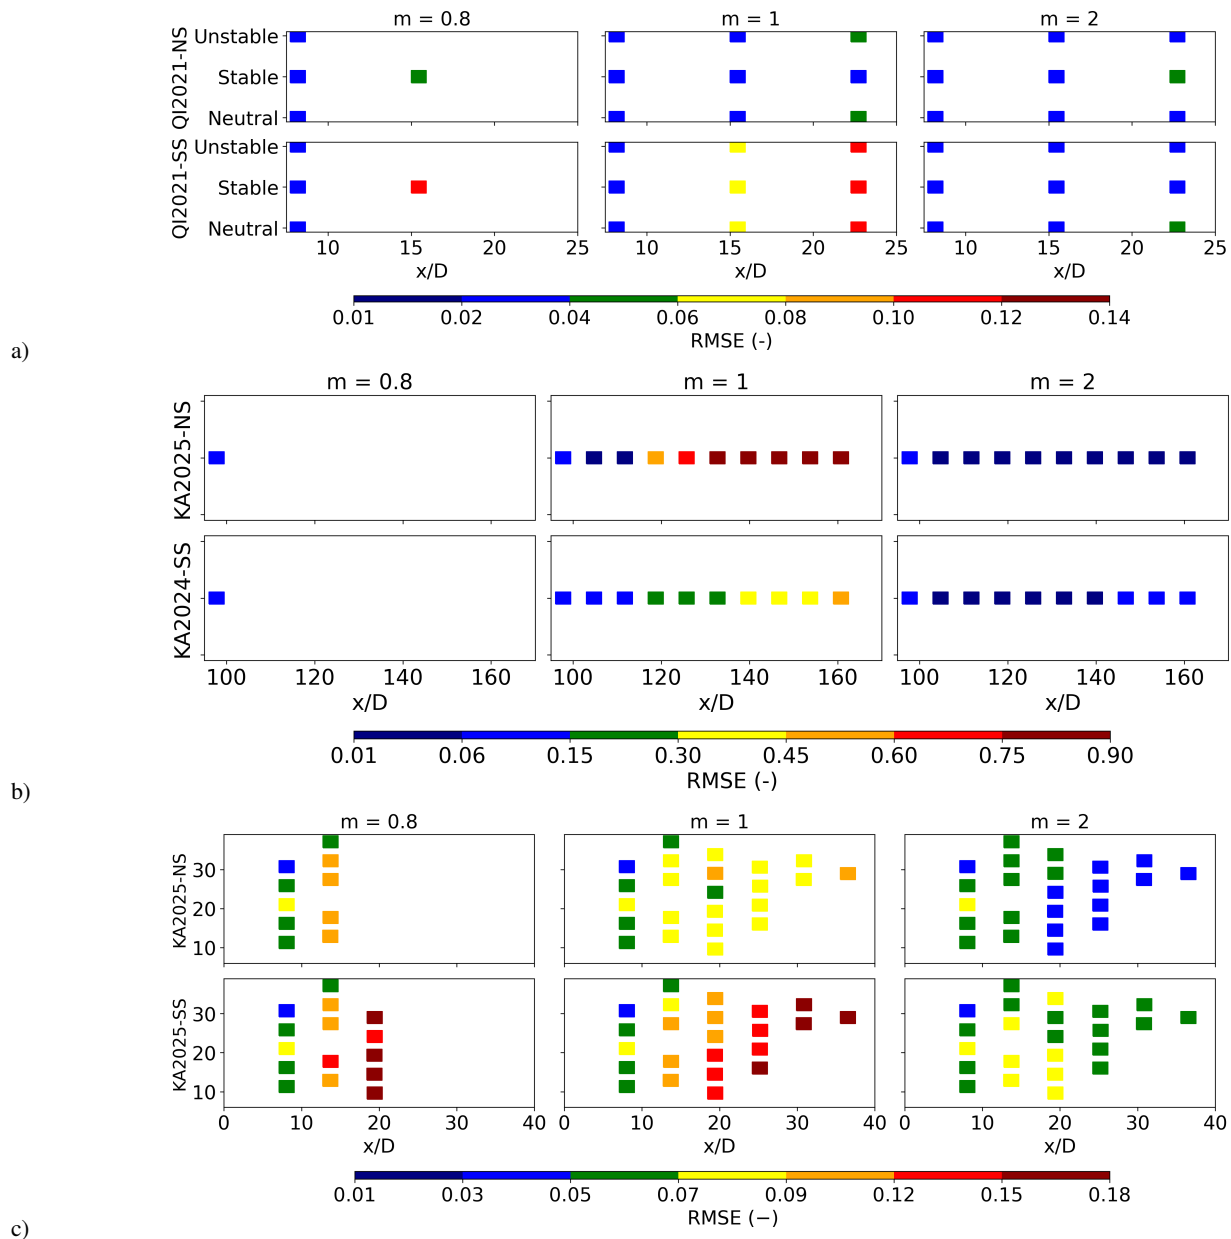 m = 0.8 m = 1 m = 2
QI2021-NS
Unstable
Stable
Neutral
QI2021-SS
Unstable
Stable
Neutral
10 15 20 25 10 15 20 25 10 15 20 25
x/D x/D x/D
0.01 0.02 0.04 0.06 0.08 0.10 0.12 0.14
RMSE (-)
a)
m = 0.8 m = 1 m = 2
KA2025-NS
KA2024-SS
100 120 140 160 100 120 140 160 100 120 140 160
x/D x/D x/D
0.01 0.06 0.15 0.30 0.45 0.60 0.75 0.90
RMSE (-)
b)
m = 0.8 m = 1 m = 2
KA2025-NS
30
20
10
KA2025-SS
30
20
10
0 10 20 30 40 0 10 20 30 40 0 10 20 30 40
x/D x/D x/D
0.01 0.03 0.05 0.07 0.09 0.12 0.15 0.18
RMSE (−)
c)